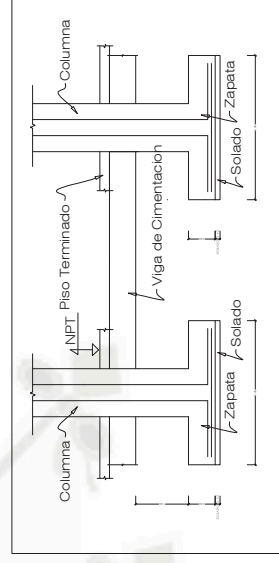 Columna
NPT
Piso Terminado
Columna
Viga de Cimentacion
Zapata
Solado
Solado
Zapata